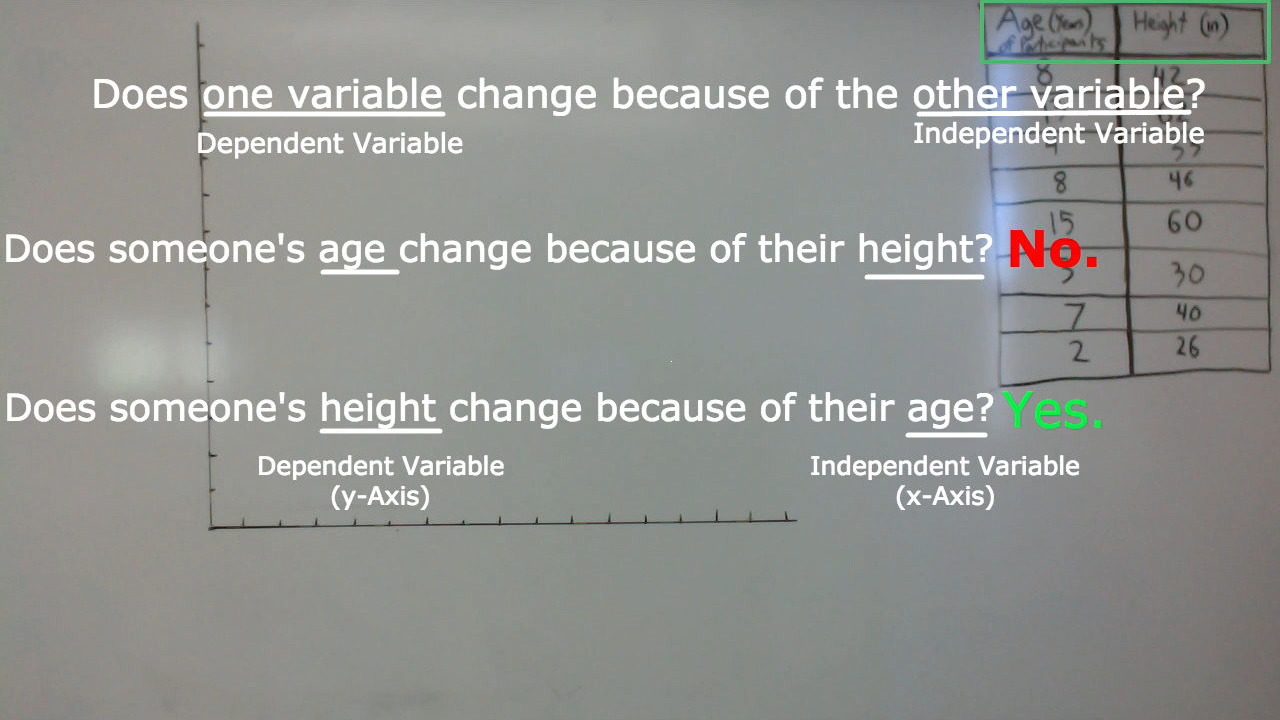 Age (Years) Height (in)
of Participants
8 42
Does one variable change because of the other variable?
Dependent Variable Independent Variable
8 46
15 60
Does someone's age change because of their height? No.
30
7 40
2 26
Does someone's height change because of their age? Yes.
Dependent Variable Independent Variable
(y-Axis) (x-Axis)